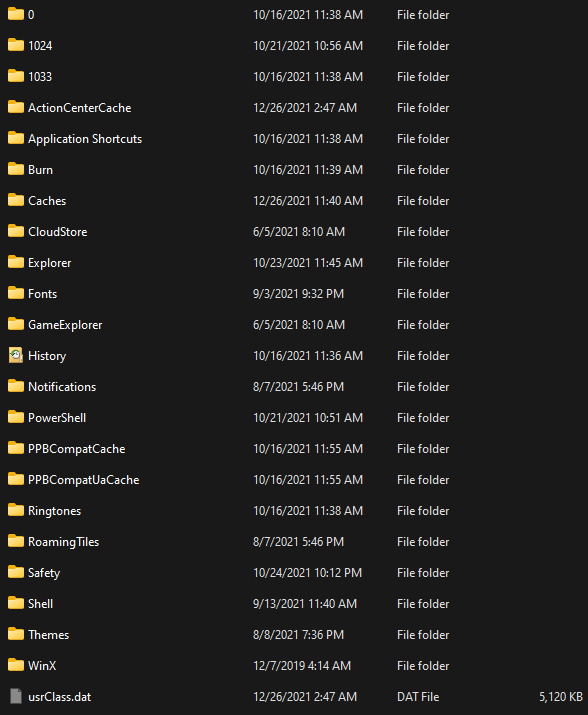 0 10/16/2021 11:38 AM File folder
1024 10/21/2021 10:56 AM File folder
1033 10/16/2021 11:38 AM File folder
ActionCenterCache 12/26/2021 2:47 AM File folder
Application Shortcuts 10/16/2021 11:38 AM File folder
Burn 10/16/2021 11:39 AM File folder
Caches 12/26/2021 11:40 AM File folder
CloudStore 6/5/2021 8:10 AM File folder
Explorer 10/23/2021 11:45 AM File folder
Fonts 9/3/2021 9:32 PM File folder
GameExplorer 6/5/2021 8:10 AM File folder
History 10/16/2021 11:36 AM File folder
Notifications 8/7/2021 5:46 PM File folder
PowerShell 10/21/2021 10:51 AM File folder
PPBCompatCache 10/16/2021 11:55 AM File folder
PPBCompatUaCache 10/16/2021 11:55 AM File folder
Ringtones 10/16/2021 11:38 AM File folder
RoamingTiles 8/7/2021 5:46 PM File folder
Safety 10/24/2021 10:12 PM File folder
Shell 9/13/2021 11:40 AM File folder
Themes 8/8/2021 7:36 PM File folder
WinX 12/7/2019 4:14 AM File folder
usrClass.dat 12/26/2021 2:47 AM DAT File 5,120 KB